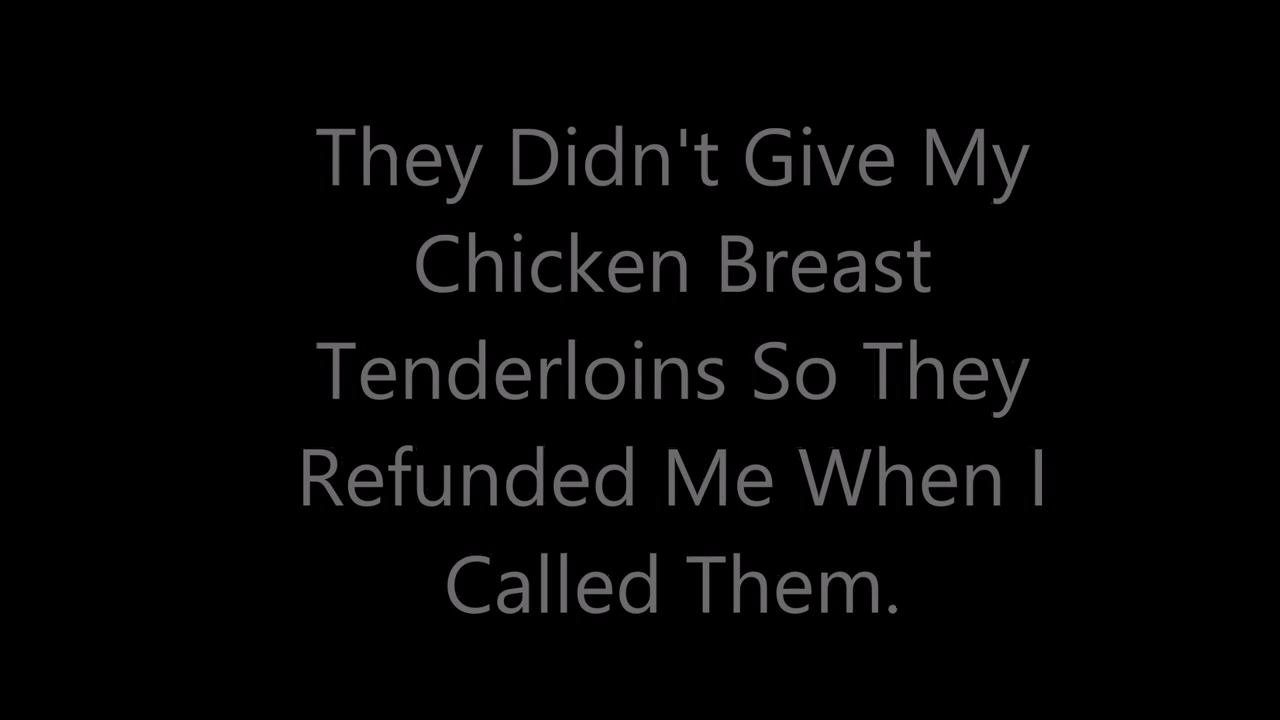 They Didn't Give My
Chicken Breast
Tenderloins So They
Refunded Me When I
Called Them.